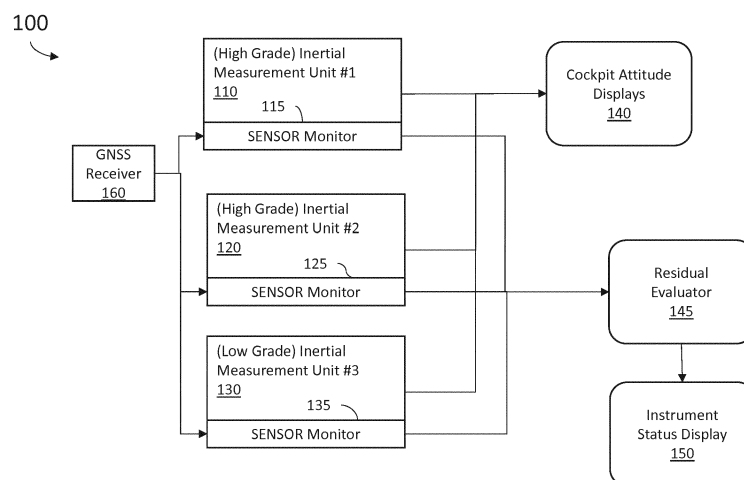 100
(High Grade) Inertial
Measurement Unit #1
110
115
SENSOR Monitor
Cockpit Attitude
Displays
140
GNSS
Receiver
160
(High Grade) Inertial
Measurement Unit #2
120
125
SENSOR Monitor
Residual
Evaluator
145
(Low Grade) Inertial
Measurement Unit #3
130
135
SENSOR Monitor
Instrument
Status Display
150